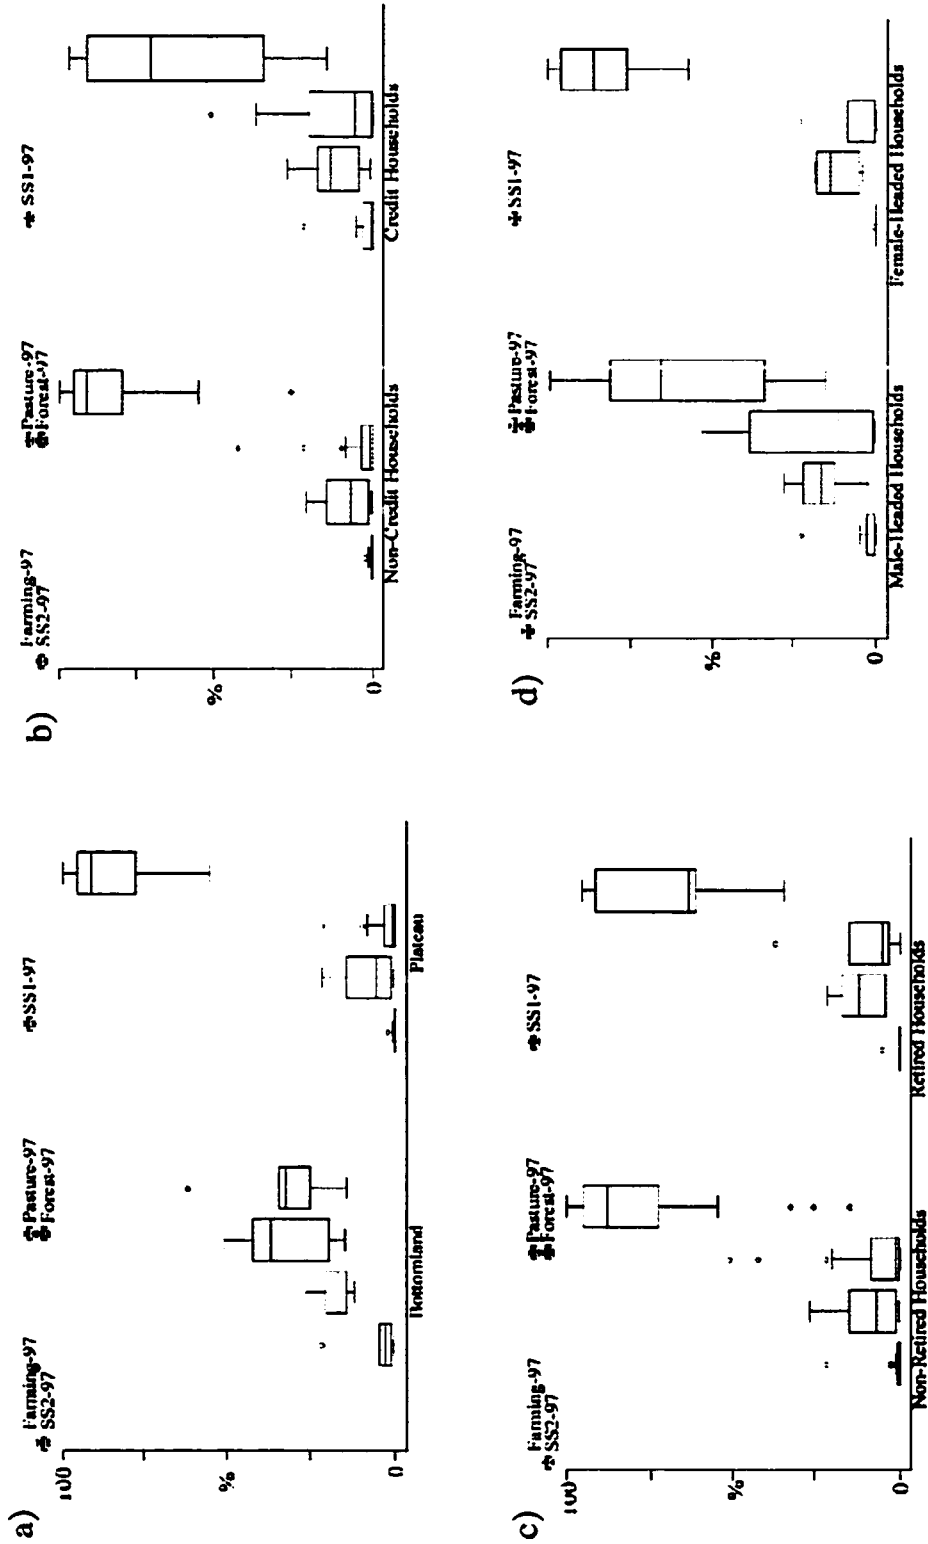 a)
Farming-97
Pasture-97
SS1-97
SS2-97
Forest-97
100
%
0
Bottomland
Plateau
b)
Farming-97
Pasture-97
SS1-97
SS2-97
Forest-97
%
0
Non-Credit Households
Credit Households
c)
Farming-97
Pasture-97
SS1-97
SS2-97
Forest-97
100
%
0
Non-Retired Households
Retired Households
d)
Farming-97
Pasture-97
SS1-97
SS2-97
Forest-97
%
0
Male-Headed Households
Female-Headed Households